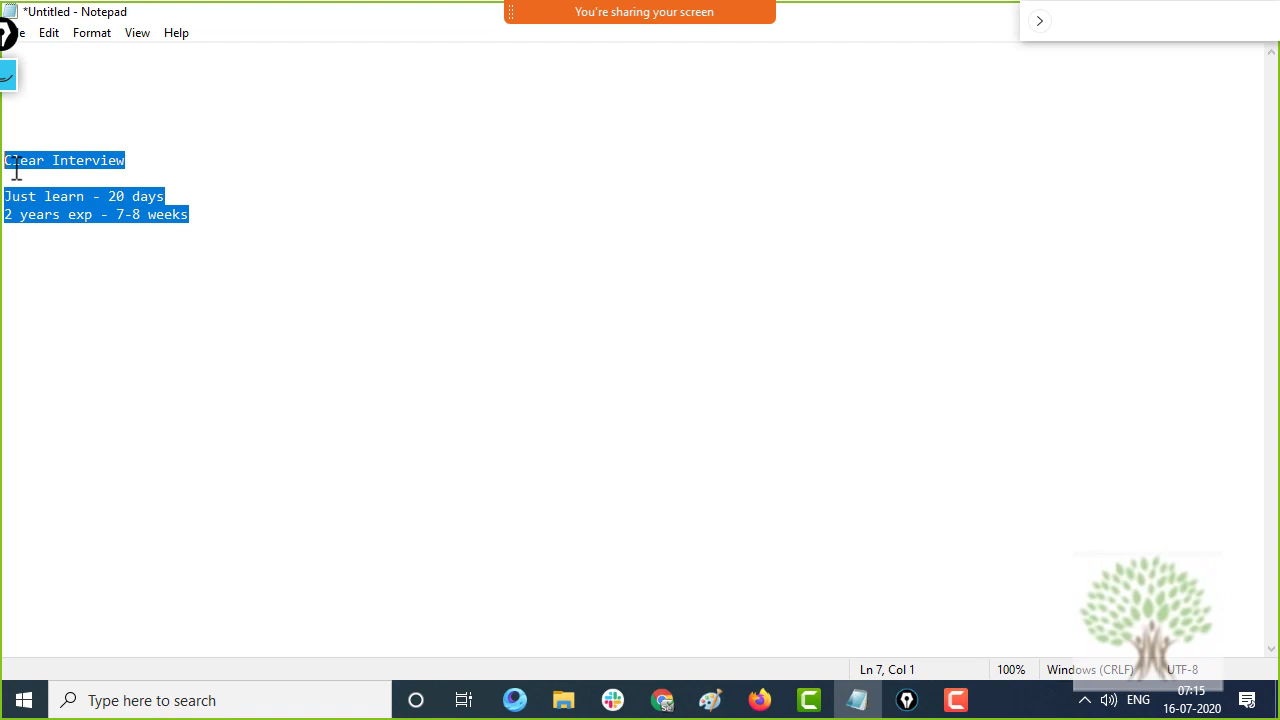 *Untitled - Notepad
You're sharing your screen
Edit Format View Help
Clear Interview
Just learn - 20 days
2 years exp - 7-8 weeks
Ln 7, Col 1 100% Windows (CRLF) UTF-8
Type here to search
ENG
07:15
16-07-2020